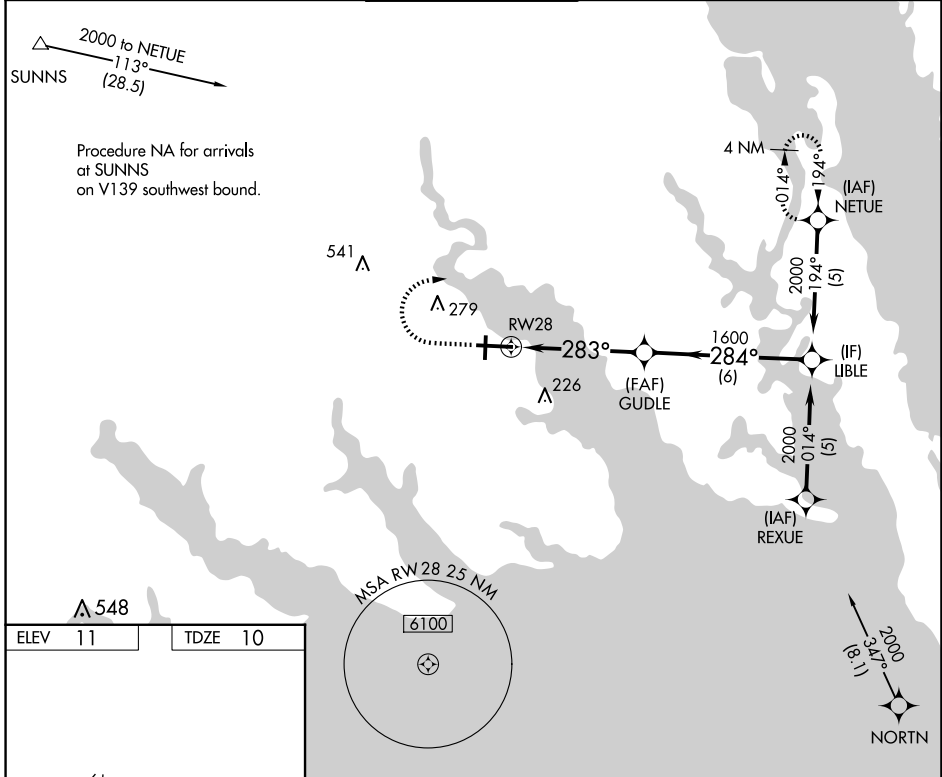 2000 to NETUE
113°
(28.5)
SUNNS
Procedure NA for arrivals
at SUNNS
on V139 southwest bound.
4 NM
014°
194°
(IAF)
NETUE
2000
194°
(5)
541
279
RW28
283°
1600
284°
(6)
(IF)
LIBLE
(FAF)
GUDLE
226
2000
014°
(5)
(IAF)
REXUE
MSA RW 28 25 NM
6100
548
2000
347°
(8.1)
NORTN
ELEV 11
TDZE 10